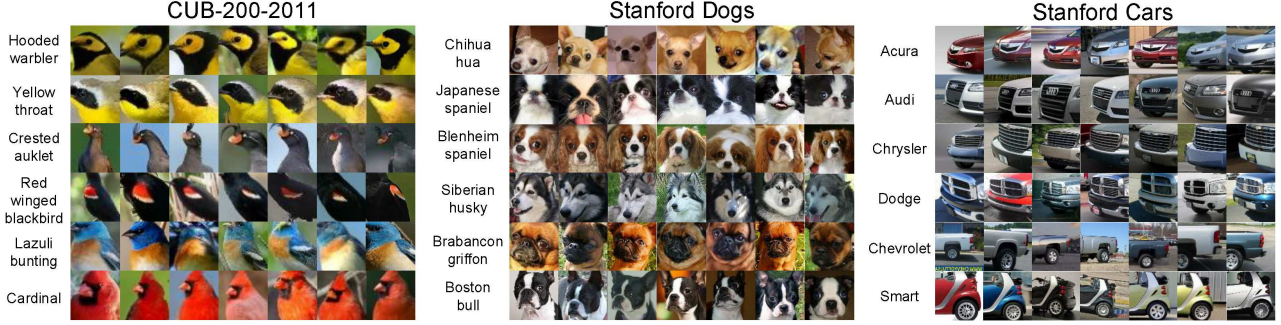 CUB-200-2011
Hooded
warbler
Yellow
throat
Crested
auklet
Red
winged
blackbird
Lazuli
bunting
Cardinal
Stanford Dogs
Chihua
hua
Japanese
spaniel
Blenheim
spaniel
Siberian
husky
Brabancon
griffon
Boston
bull
Stanford Cars
Acura
Audi
Chrysler
Dodge
Chevrolet
Smart